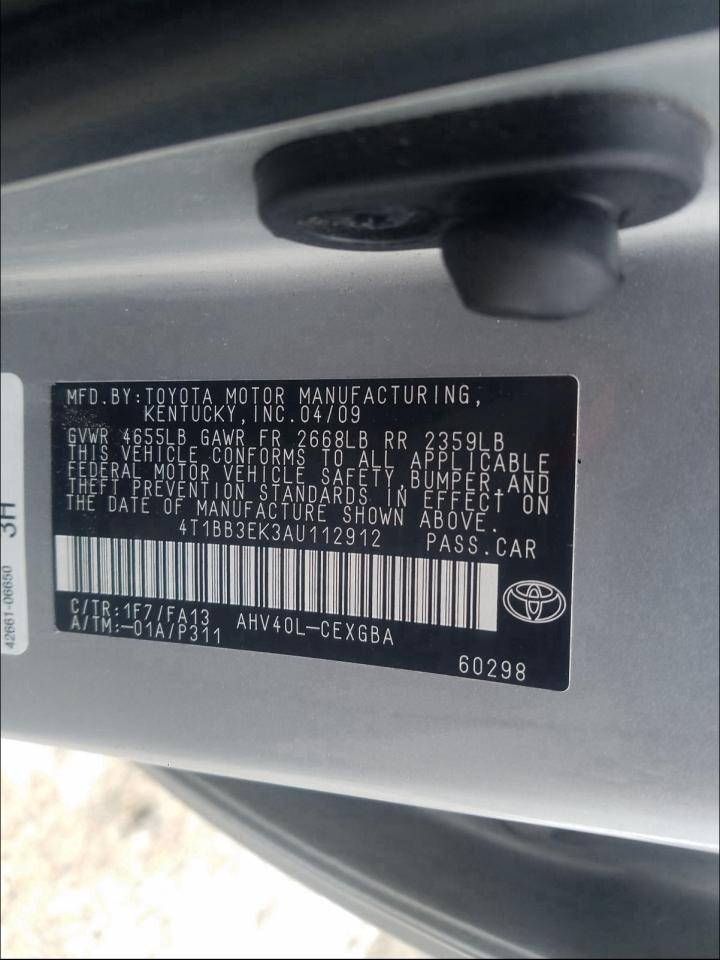 MFD.BY:TOYOTA MOTOR MANUFACTURING,
KENTUCKY,INC.04/09
GVWR 4655LB GAWR FR 2668LB RR 2359LB
THIS VEHICLE CONFORMS TO ALL APPLICABLE
FEDERAL MOTOR VEHICLE SAFETY,BUMPER,AND
THEFT PREVENTION STANDARDS IN EFFECT ON
THE DATE OF MANUFACTURE SHOWN ABOVE.
4T1BB3EK3AU112912 PASS.CAR
C/TR:1F7/FA13
A/TM:-01A/P311 AHV40L-CEXGBA
60298
3H
42661-06650